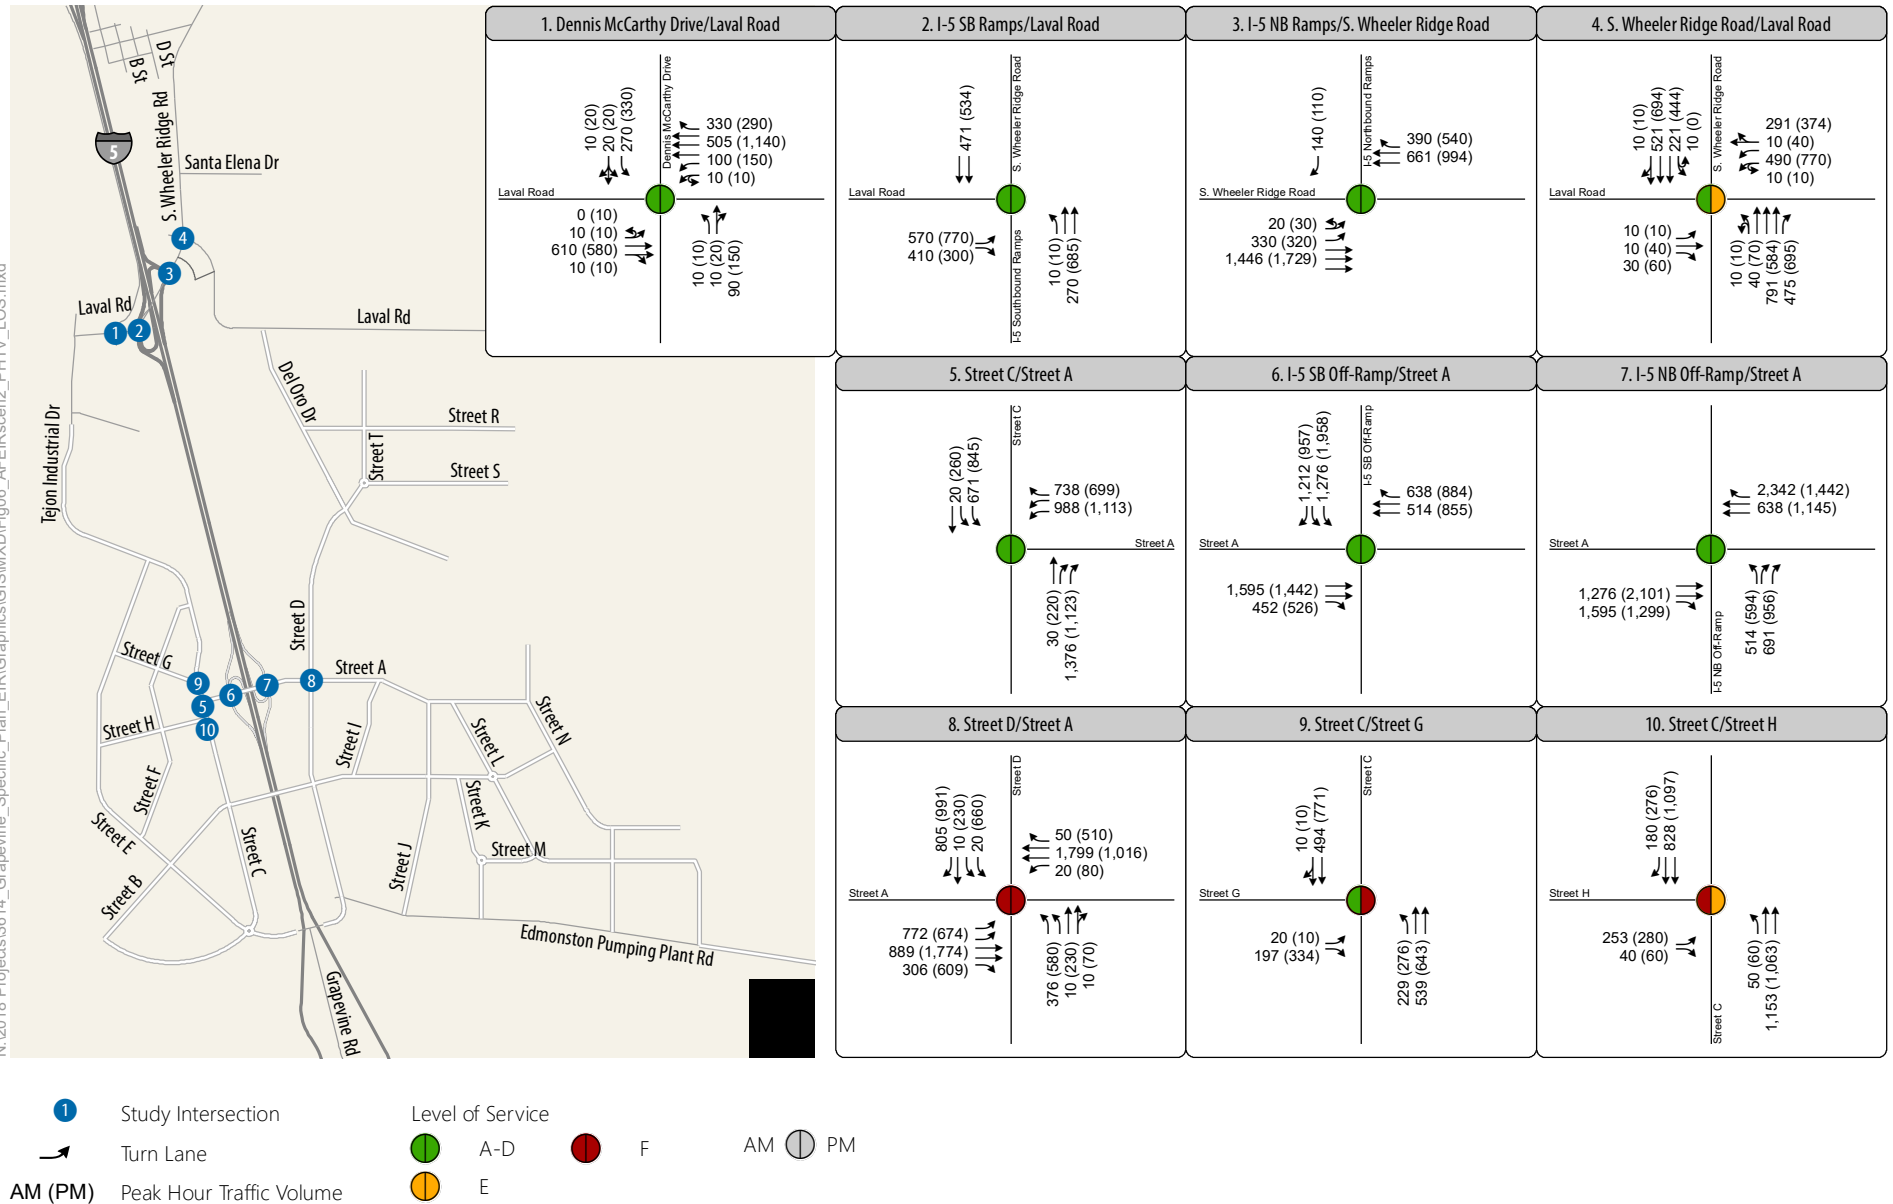 1. Dennis McCarthy Drive/Laval Road
Dennis McCarthy Drive
10 (20)
20 (20)
270 (330)
330 (290)
505 (1,140)
100 (150)
10 (10)
Laval Road
0 (10)
10 (10)
610 (580)
10 (10)
10 (10)
10 (20)
90 (150)
2. I-5 SB Ramps/Laval Road
S. Wheeler Ridge Road
471 (534)
Laval Road
570 (770)
410 (300)
I-5 Southbound Ramps
10 (10)
270 (685)
3. I-5 NB Ramps/S. Wheeler Ridge Road
I-5 Northbound Ramps
140 (110)
390 (540)
661 (994)
S. Wheeler Ridge Road
20 (30)
330 (320)
1,446 (1,729)
4. S. Wheeler Ridge Road/Laval Road
S. Wheeler Ridge Road
10 (10)
521 (694)
221 (444)
10 (0)
291 (374)
10 (40)
490 (770)
10 (10)
Laval Road
10 (10)
10 (40)
30 (60)
10 (10)
40 (70)
791 (584)
475 (695)
5. Street C/Street A
Street C
20 (260)
671 (845)
738 (699)
988 (1,113)
Street A
30 (220)
1,376 (1,123)
6. I-5 SB Off-Ramp/Street A
I-5 SB Off-Ramp
1,212 (957)
1,276 (1,958)
638 (884)
514 (855)
Street A
1,595 (1,442)
452 (526)
7. I-5 NB Off-Ramp/Street A
2,342 (1,442)
638 (1,145)
Street A
1,276 (2,101)
1,595 (1,299)
I-5 NB Off-Ramp
514 (594)
691 (956)
8. Street D/Street A
Street D
805 (991)
10 (230)
20 (660)
50 (510)
1,799 (1,016)
20 (80)
Street A
772 (674)
889 (1,774)
306 (609)
376 (580)
10 (230)
10 (70)
9. Street C/Street G
Street C
10 (10)
494 (771)
Street G
20 (10)
197 (334)
229 (276)
539 (643)
10. Street C/Street H
180 (276)
828 (1,097)
Street H
253 (280)
40 (60)
Street C
50 (60)
1,153 (1,063)
B St
D St
S. Wheeler Ridge Rd
5
Santa Elena Dr
4
3
Laval Rd
1
2
Laval Rd
Del Oro Dr
Street R
Street T
Street S
Tejon Industrial Dr
Street D
Street G
9
5
6
7
8
Street A
Street H
10
Street I
Street L
Street N
Street F
Street K
Street E
Street C
Street J
Street M
Street B
Edmonston Pumping Plant Rd
Grapevine Rd
1
Study Intersection
Turn Lane
AM (PM)
Peak Hour Traffic Volume
Level of Service
A-D
F
E
AM
PM